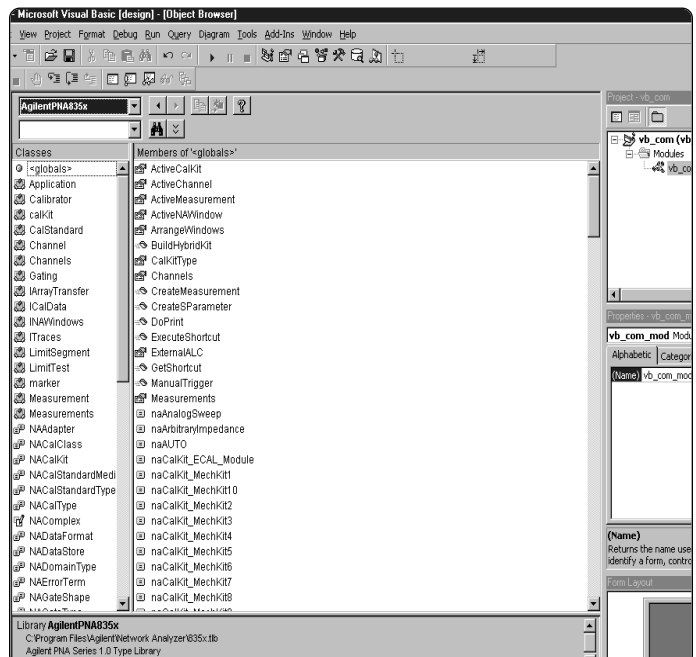 - Microsoft Visual Basic [design] - [Object Browser]
View Project Format Debug Run Query Diagram Tools Add-Ins Window Help
AgilentPNA835x
Classes
<globals>
Application
Calibrator
calKit
CalStandard
Channel
Channels
Gating
IArrayTransfer
ICalData
INAWindows
ITraces
LimitSegment
LimitTest
marker
Measurement
Measurements
NAAdapter
NACalClass
NACalKit
NACalStandardMedi
NACalStandardType
NACalType
NAComplex
NADataFormat
NADataStore
NADomainType
NAErrorTerm
NAGateShape
Members of '<globals>'
ActiveCalKit
ActiveChannel
ActiveMeasurement
ActiveNAWindow
ArrangeWindows
BuildHybridKit
CalKitType
Channels
CreateMeasurement
CreateSParameter
DoPrint
ExecuteShortcut
ExternalALC
GetShortcut
ManualTrigger
Measurements
naAnalogSweep
naArbitraryImpedance
naAUTO
naCalKit_ECAL_Module
naCalKit_MechKit1
naCalKit_MechKit10
naCalKit_MechKit2
naCalKit_MechKit3
naCalKit_MechKit4
naCalKit_MechKit5
naCalKit_MechKit6
naCalKit_MechKit7
naCalKit_MechKit8
Library AgilentPNA835x
C:\Program Files\Agilent\Network Analyzer\835x.tlb
Agilent PNA Series 1.0 Type Library
Project - vb_com
vb_com (vb
Modules
vb_co
Properties - vb_com_m
vb_com_mod Modu
Alphabetic Categor
(Name) vb_com_mod
(Name)
Returns the name use
identify a form, contro
Form Layout